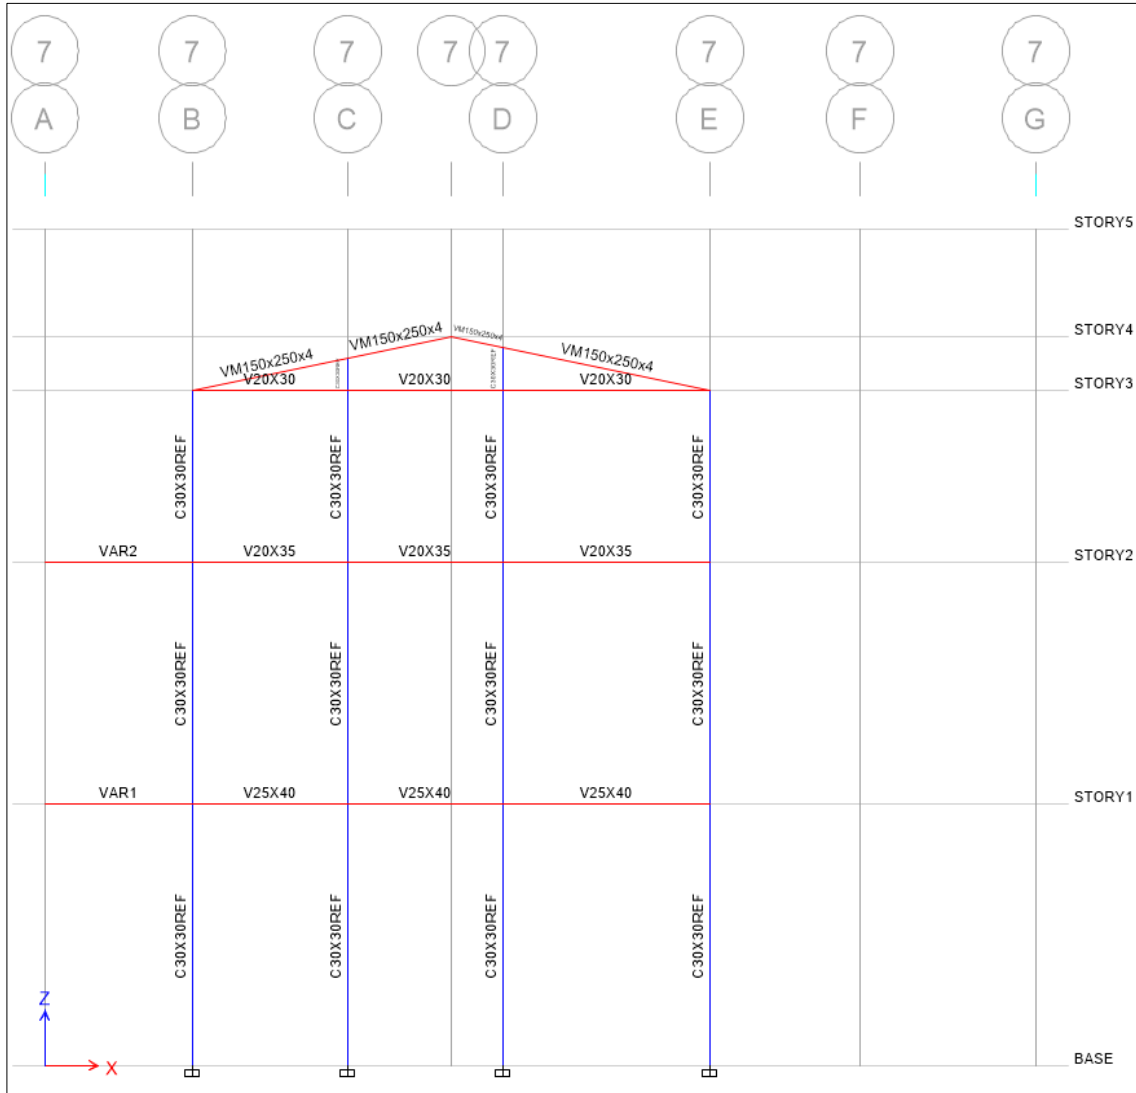 7 7 7 7 7 7 7 7
A B C D E F G
STORY5
STORY4
VM150x250x4 VM150x250x4 VM150x250x4 VM150x250x4
STORY3
V20X30 V20X30 V20X30
C30X30REF
C30X30REF C30X30REF C30X30REF C30X30REF
STORY2
VAR2 V20X35 V20X35 V20X35
C30X30REF C30X30REF C30X30REF C30X30REF
STORY1
VAR1 V25X40 V25X40 V25X40
C30X30REF C30X30REF C30X30REF C30X30REF
Z
X
BASE